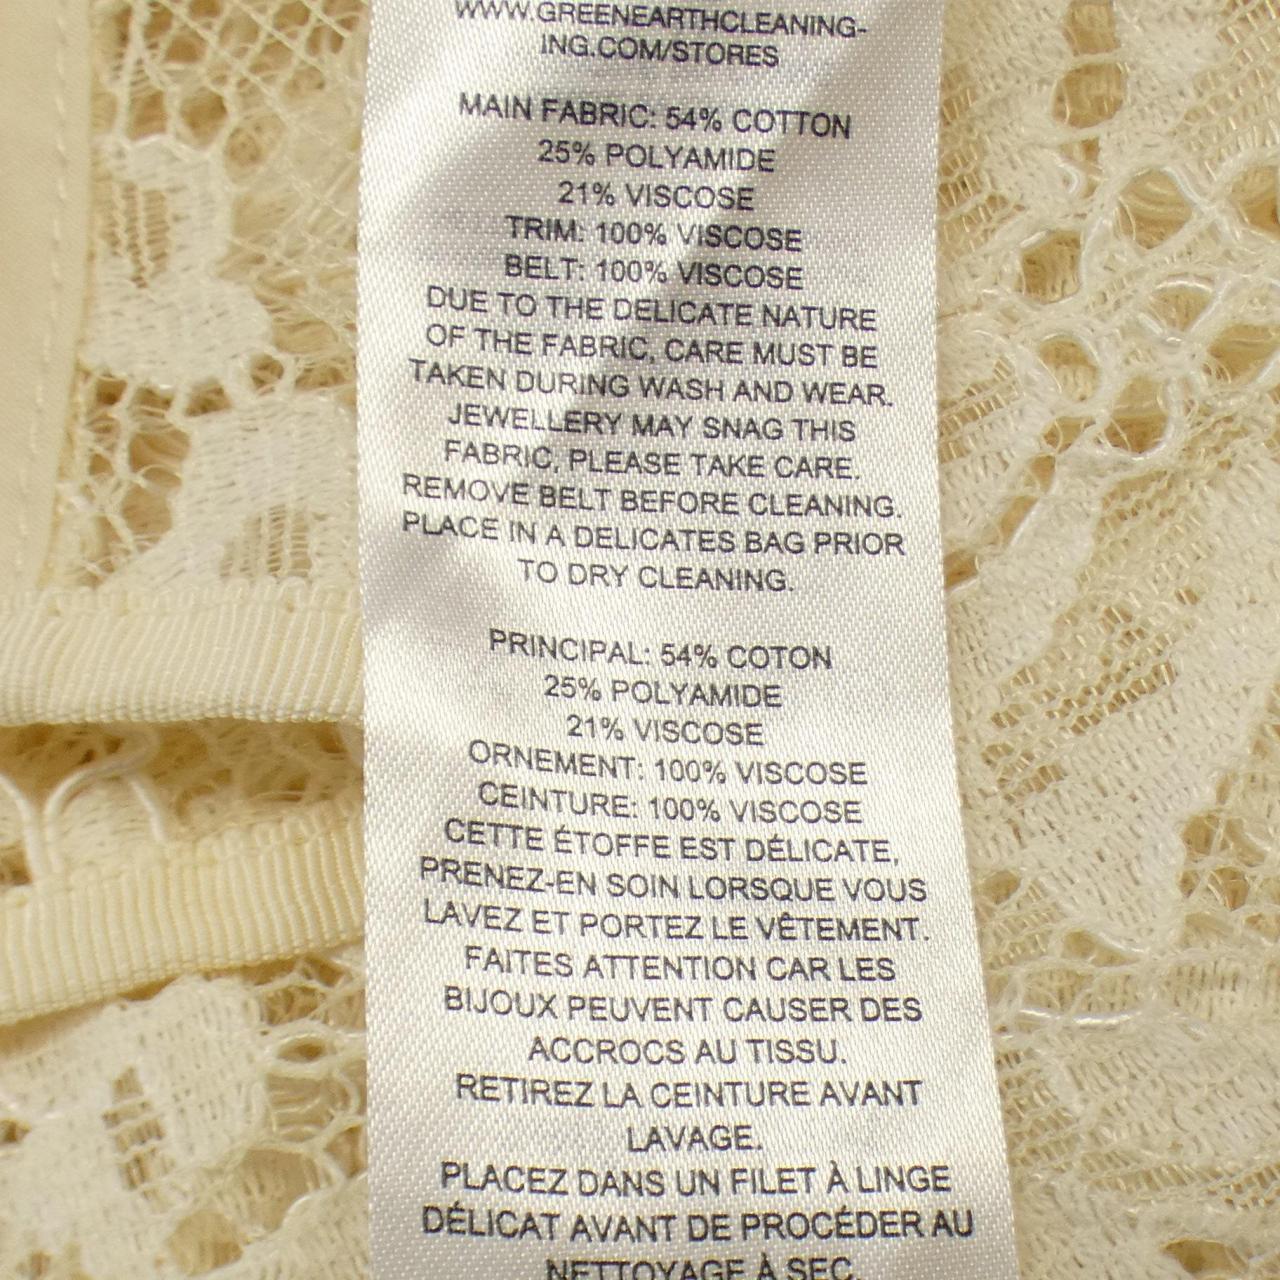 WWW.GREENEARTHCLEANING-
ING.COM/STORES
MAIN FABRIC: 54% COTTON
25% POLYAMIDE
21% VISCOSE
TRIM: 100% VISCOSE
BELT: 100% VISCOSE
DUE TO THE DELICATE NATURE
OF THE FABRIC, CARE MUST BE
TAKEN DURING WASH AND WEAR.
JEWELLERY MAY SNAG THIS
FABRIC, PLEASE TAKE CARE.
REMOVE BELT BEFORE CLEANING.
PLACE IN A DELICATES BAG PRIOR
TO DRY CLEANING.
PRINCIPAL: 54% COTON
25% POLYAMIDE
21% VISCOSE
ORNEMENT: 100% VISCOSE
CEINTURE: 100% VISCOSE
CETTE ÉTOFFE EST DÉLICATE,
PRENEZ-EN SOIN LORSQUE VOUS
LAVEZ ET PORTEZ LE VÊTEMENT.
FAITES ATTENTION CAR LES
BIJOUX PEUVENT CAUSER DES
ACCROCS AU TISSU.
RETIREZ LA CEINTURE AVANT
LAVAGE.
PLACEZ DANS UN FILET À LINGE
DÉLICAT AVANT DE PROCÉDER AU
NETTOYAGE À SEC.